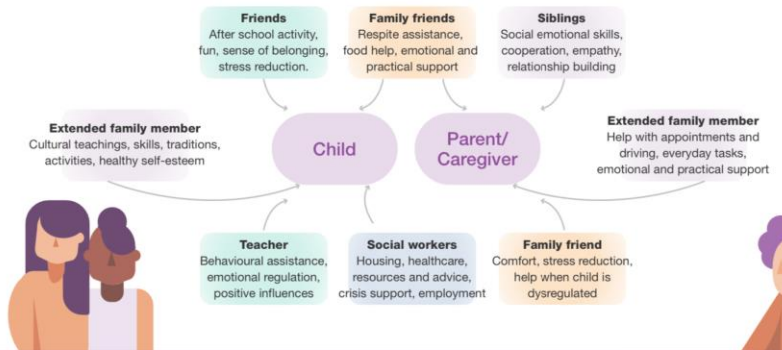 Friends
After school activity,
fun, sense of belonging,
stress reduction.
Family friends
Respite assistance,
food help, emotional and
practical support
Siblings
Social emotional skills,
cooperation, empathy,
relationship building
Extended family member
Cultural teachings, skills, traditions,
activities, healthy self-esteem
Child
Parent/
Caregiver
Extended family member
Help with appointments and
driving, everyday tasks,
emotional and practical support
Teacher
Behavioural assistance,
emotional regulation,
positive influences
Social workers
Housing, healthcare,
resources and advice,
crisis support, employment
Family friend
Comfort, stress reduction,
help when child is
dysregulated